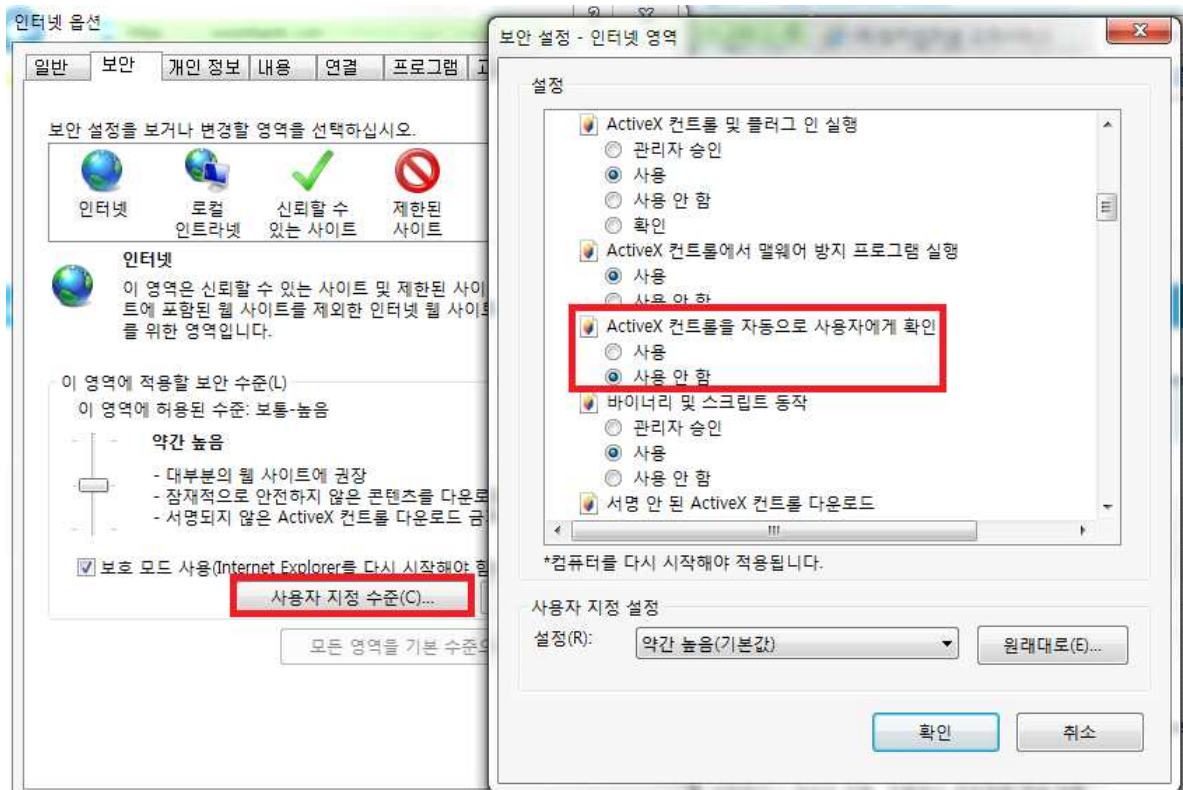 인터넷 옵션
일반
보안
개인 정보
내용
연결
프로그램
보안 설정을 보거나 변경할 영역을 선택하십시오.
인터넷
로컬
인트라넷
신뢰할 수
있는 사이트
제한된
사이트
인터넷
이 영역은 신뢰할 수 있는 사이트 및 제한된 사이
트에 포함된 웹 사이트를 제외한 인터넷 웹 사이트
를 위한 영역입니다.
이 영역에 적용할 보안 수준(L)
이 영역에 허용된 수준: 보통-높음
약간 높음
- 대부분의 웹 사이트에 권장
- 잠재적으로 안전하지 않은 콘텐츠를 다운로
- 서명되지 않은 ActiveX 컨트롤 다운로드 금
보호 모드 사용(Internet Explorer를 다시 시작해야 함
사용자 지정 수준(C)...
모든 영역을 기본 수준으
보안 설정 - 인터넷 영역
설정
ActiveX 컨트롤 및 플러그 인 실행
관리자 승인
사용
사용 안 함
확인
ActiveX 컨트롤에서 맬웨어 방지 프로그램 실행
사용
사용 안 함
ActiveX 컨트롤을 자동으로 사용자에게 확인
사용
사용 안 함
바이너리 및 스크립트 동작
관리자 승인
사용
사용 안 함
서명 안 된 ActiveX 컨트롤 다운로드
*컴퓨터를 다시 시작해야 적용됩니다.
사용자 지정 설정
설정(R):
약간 높음(기본값)
원래대로(E)...
확인
취소